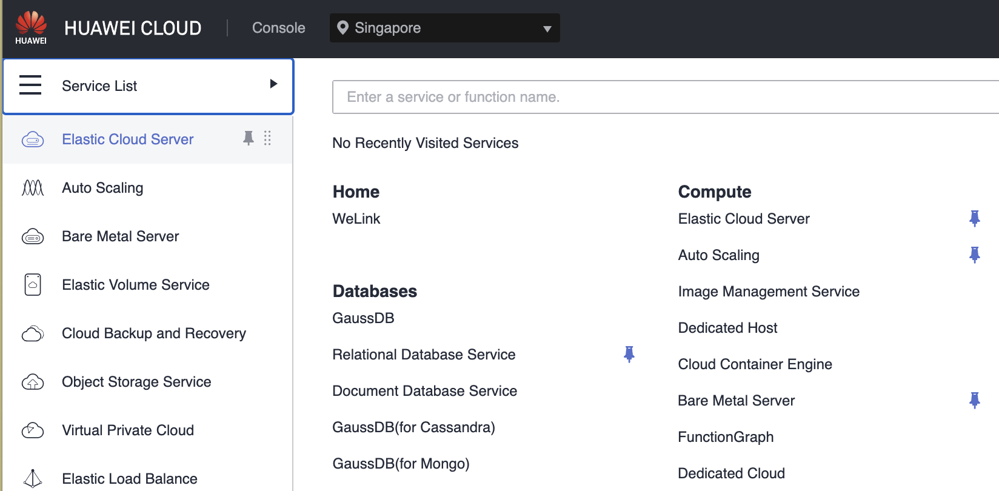 HUAWEI
HUAWEI CLOUD
Console
Singapore
Service List
Elastic Cloud Server
Auto Scaling
Bare Metal Server
Elastic Volume Service
Cloud Backup and Recovery
Object Storage Service
Virtual Private Cloud
Elastic Load Balance
Enter a service or function name.
No Recently Visited Services
Home
WeLink
Databases
GaussDB
Relational Database Service
Document Database Service
GaussDB(for Cassandra)
GaussDB(for Mongo)
Compute
Elastic Cloud Server
Auto Scaling
Image Management Service
Dedicated Host
Cloud Container Engine
Bare Metal Server
FunctionGraph
Dedicated Cloud